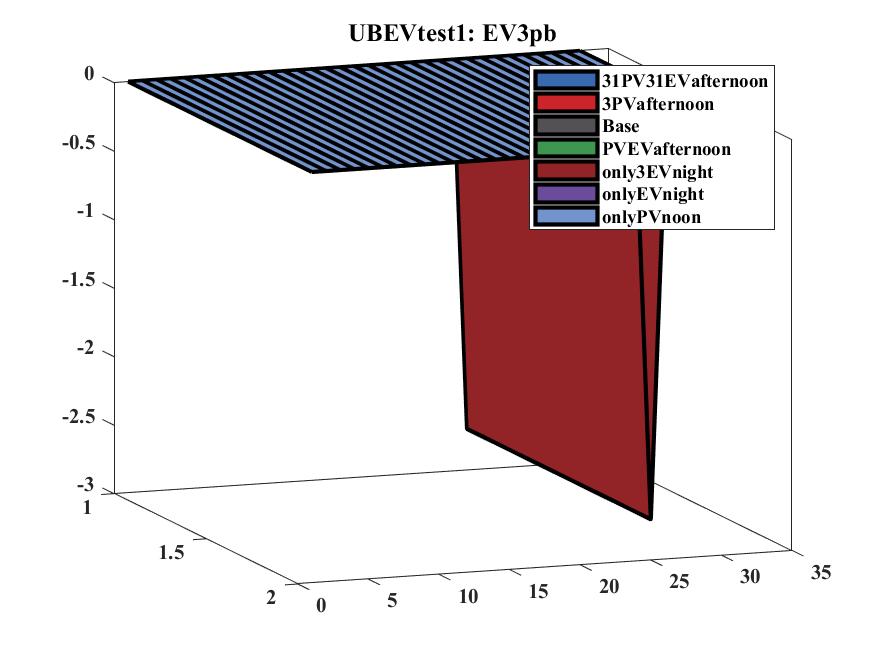 UBEVtest1: EV3pb
0
-0.5
-1
-1.5
-2
-2.5
-3
1
1.5
2
0
5
10
15
20
25
30
35
31PV31EVafternoon
3PVafternoon
Base
PVEVafternoon
only3EVnight
onlyEVnight
onlyPVnoon